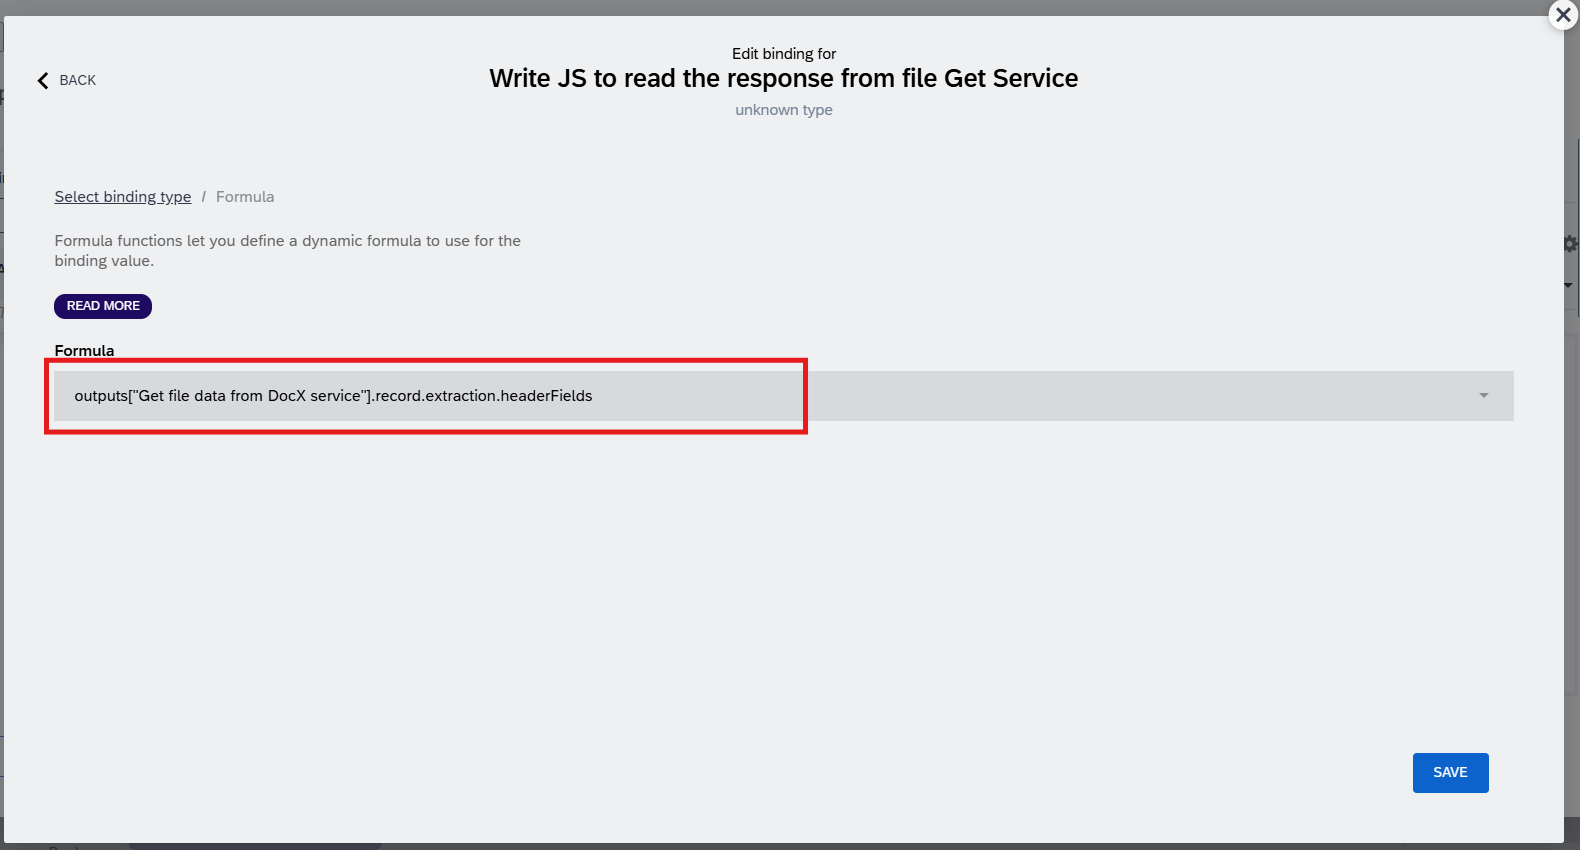 Edit binding for
BACK
Write JS to read the response from file Get Service
unknown type
Select binding type / Formula
Formula functions let you define a dynamic formula to use for the
binding value.
READ MORE
Formula
outputs["Get file data from DocX service"].record.extraction.headerFields
SAVE